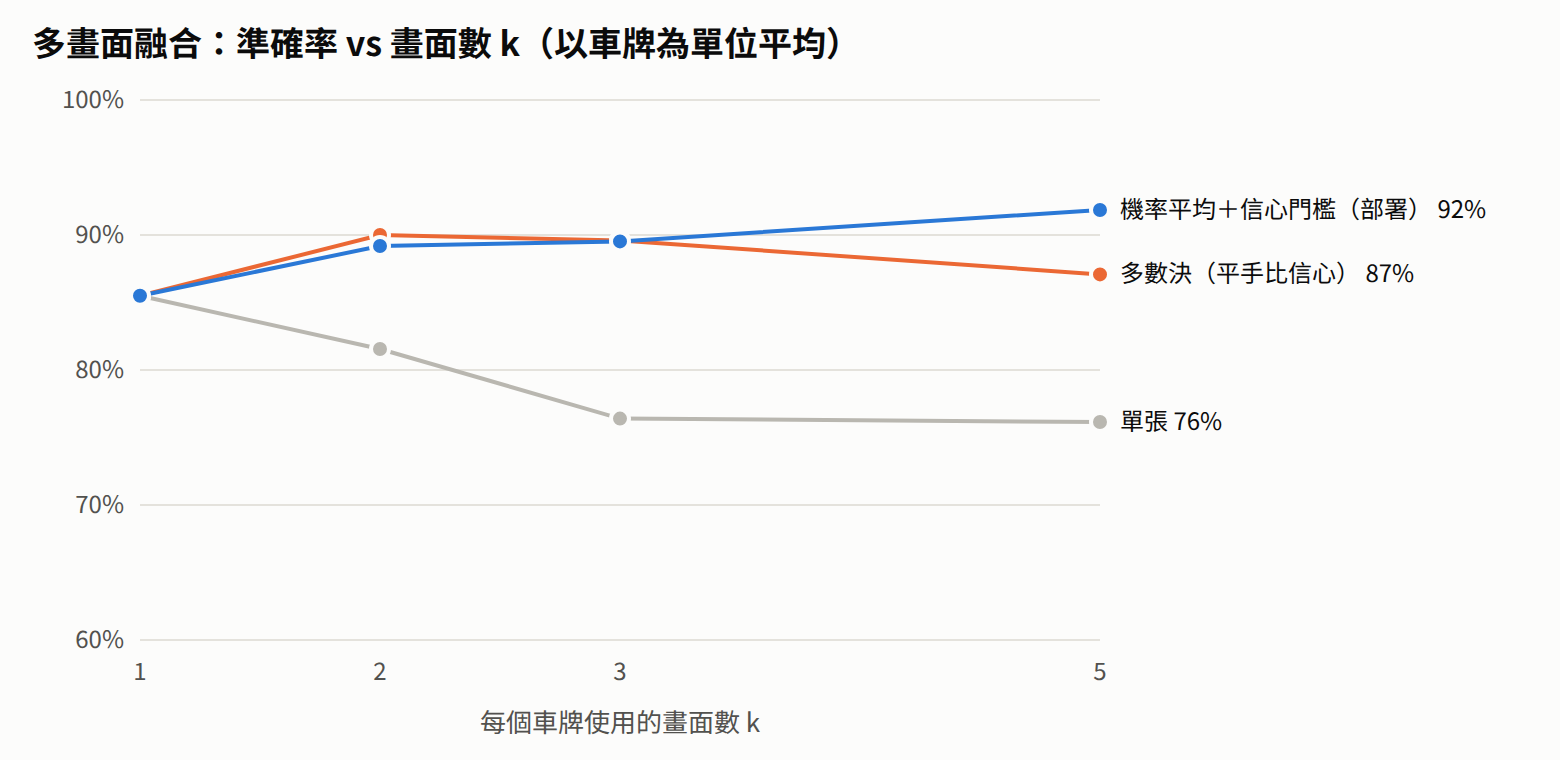 多畫面融合：準確率 vs 畫面數 k（以車牌為單位平均）
100%
90%
80%
70%
60%
機率平均＋信心門檻（部署） 92%
多數決（平手比信心） 87%
單張 76%
1 2 3 5
每個車牌使用的畫面數 k